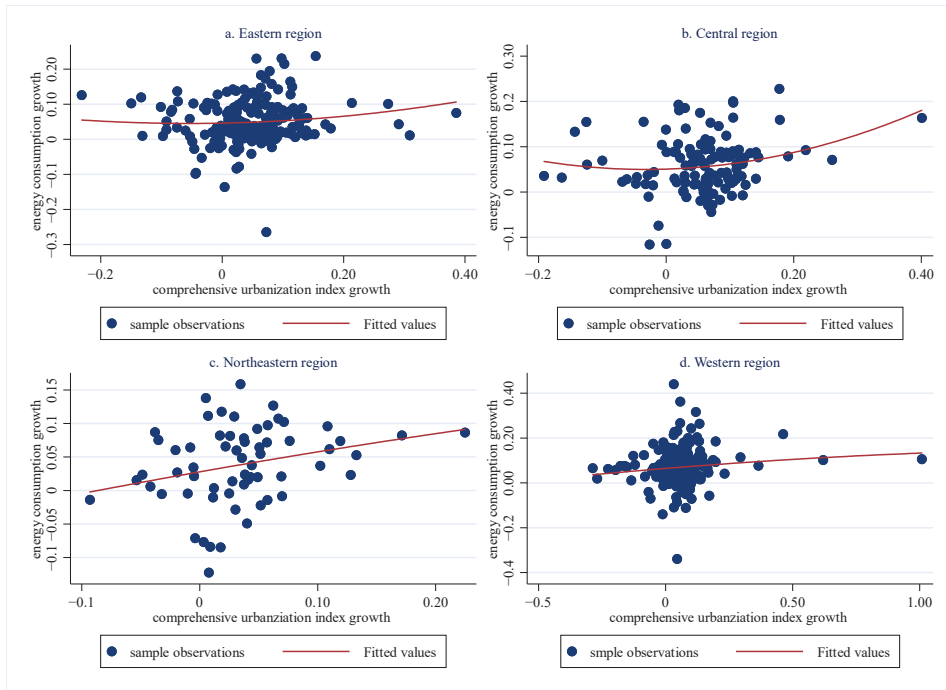 a. Eastern region
energy consumption growth
0.20
0.10
0
−0.1
−0.2
−0.3
−0.2
0
0.20
0.40
comprehensive urbanization index growth
sample observations
Fitted values
b. Central region
energy consumption growth
0.30
0.2
0.10
0
−0.1
−0.2
0
0.20
0.40
comprehensive urbanization index growth
sample observations
Fitted values
c. Northeastern region
energy consumption growth
0.15
0.1
0.05
0
−0.05
−0.1
−0.1
0
0.10
0.20
comprehensive urbanziation index growth
sample observations
Fitted values
d. Western region
energy consumption growth
0.40
0.20
0.00
−0.2
−0.4
−0.5
0
0.50
1.00
comprehensive urbanization index growth
smple observations
Fitted values